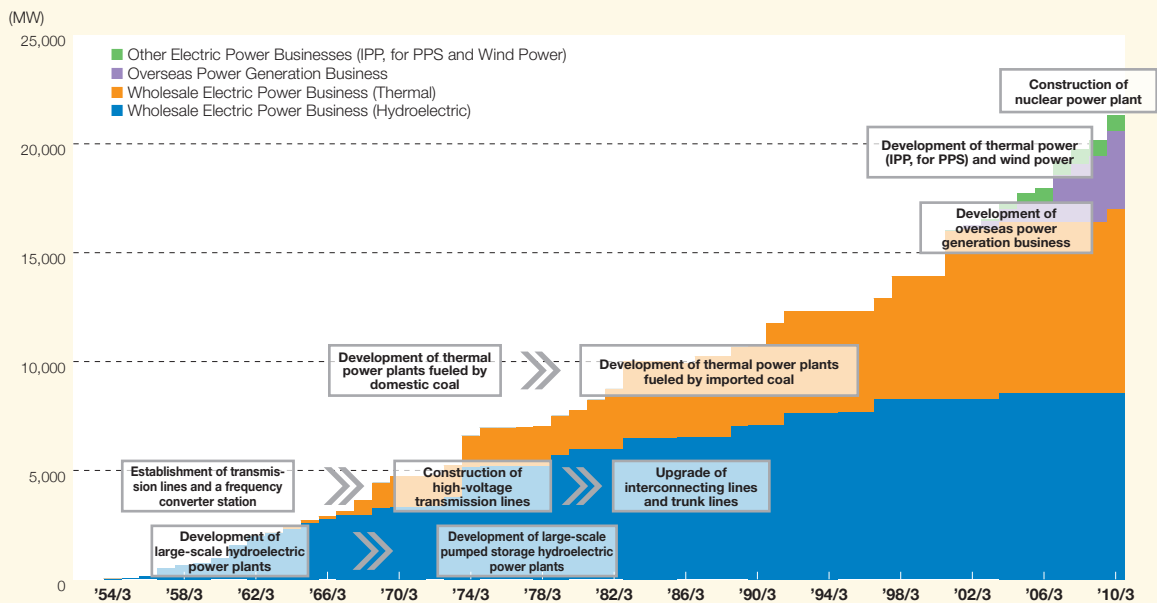 (MW)
25,000
Other Electric Power Businesses (IPP, for PPS and Wind Power)
Overseas Power Generation Business
Wholesale Electric Power Business (Thermal)
Wholesale Electric Power Business (Hydroelectric)
Construction of
nuclear power plant
20,000
Development of thermal power
(IPP, for PPS) and wind power
Development of
overseas power
generation business
15,000
10,000
Development of thermal
power plants fueled by
domestic coal
Development of thermal power plants
fueled by imported coal
5,000
Establishment of transmis-
sion lines and a frequency
converter station
Construction of
high-voltage
transmission lines
Upgrade of
interconnecting lines
and trunk lines
Development of
large-scale hydroelectric
power plants
Development of large-scale
pumped storage hydroelectric
power plants
0
’54/3 ’58/3 ’62/3 ’66/3 ’70/3 ’74/3 ’78/3 ’82/3 ’86/3 ’90/3 ’94/3 ’98/3 ’02/3 ’06/3 ’10/3